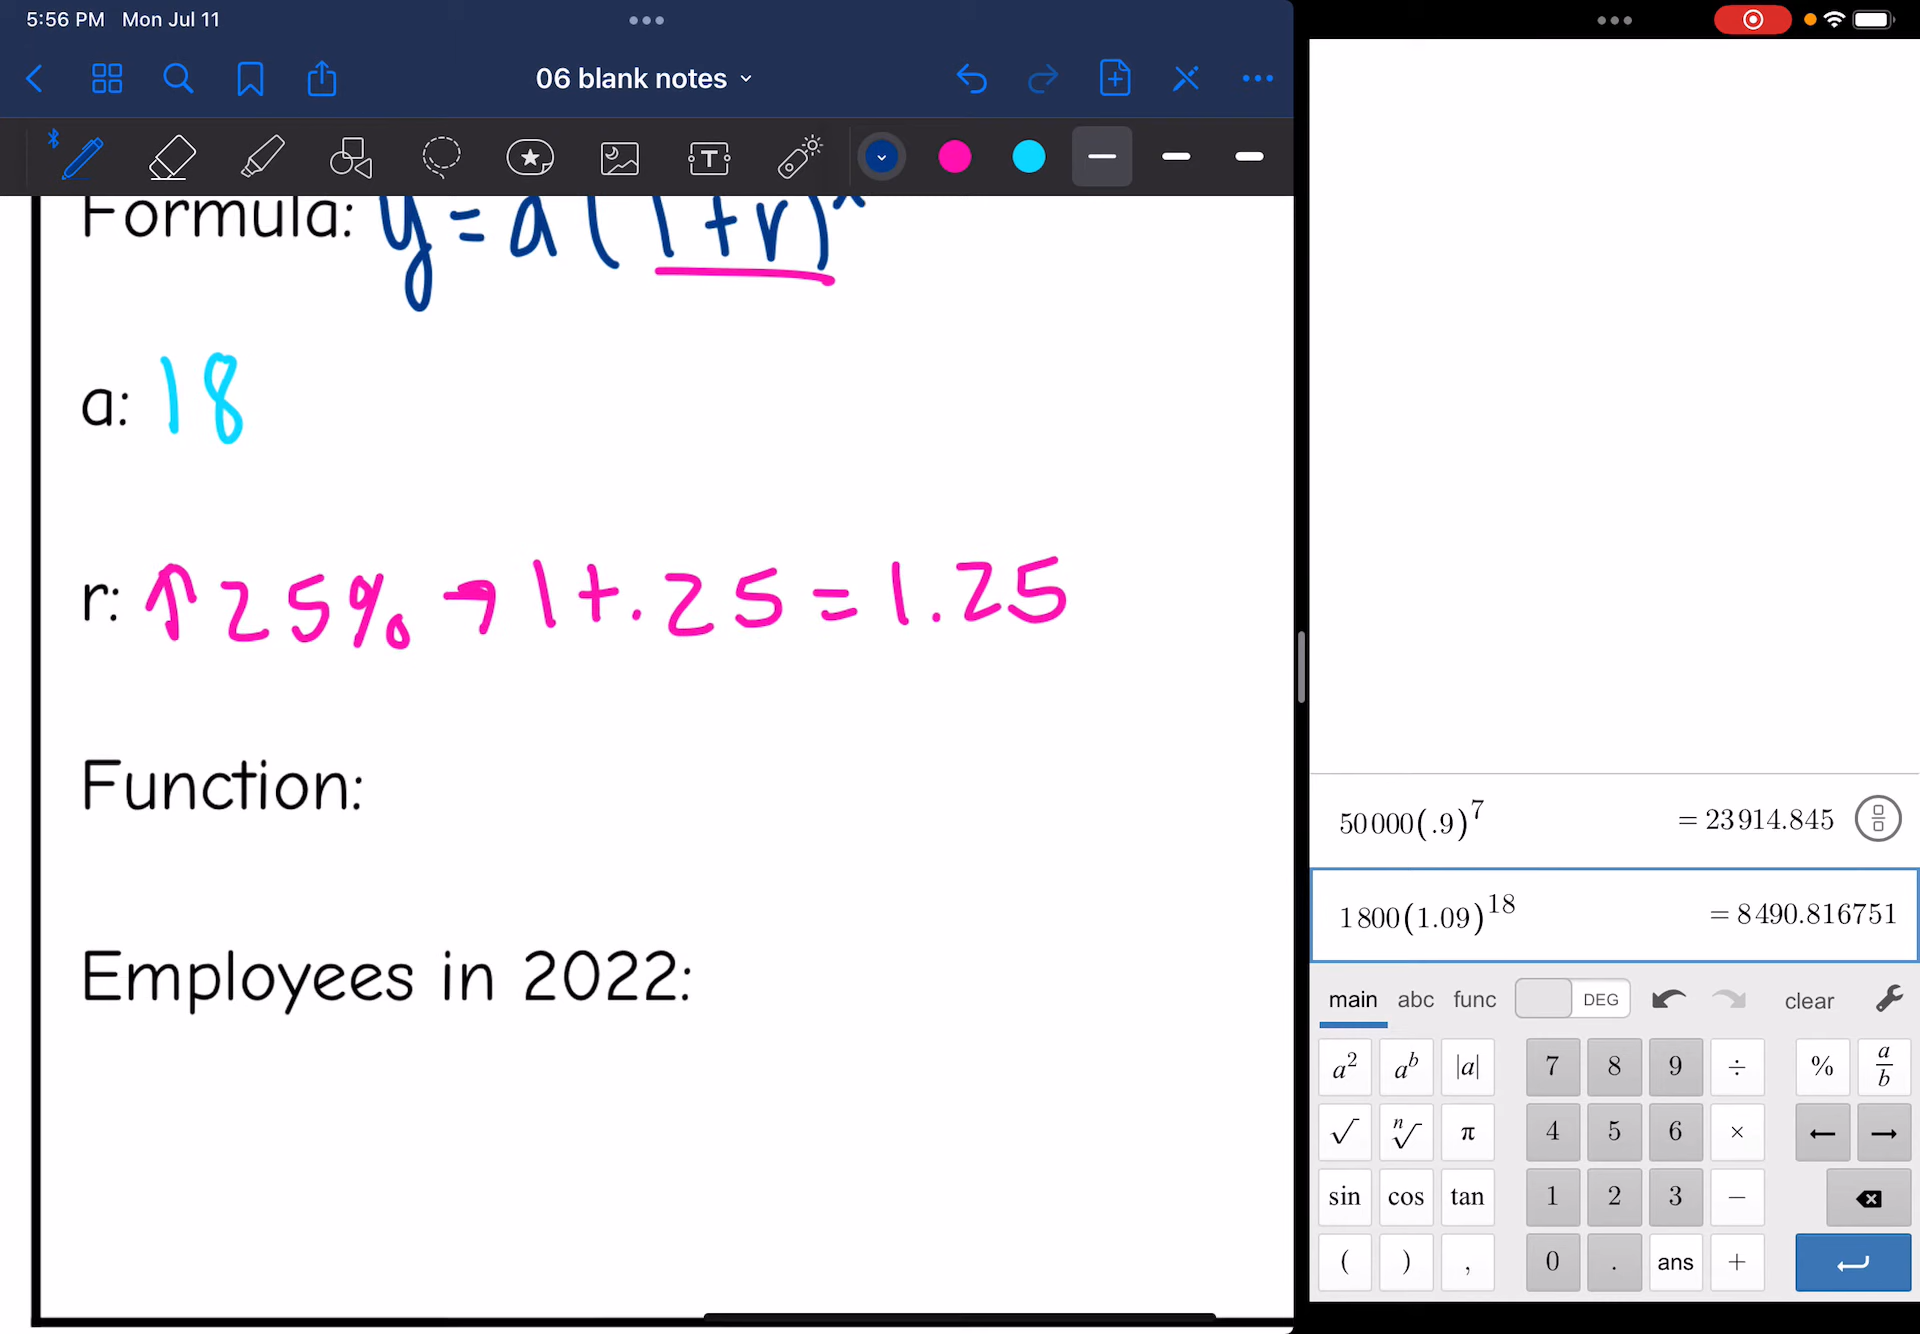 5:56 PM Mon Jul 11
06 blank notes
T
Formula: y = a (1 + r)^x
a: 18
r: ↑ 25% → 1 + .25 = 1.25
Function:
Employees in 2022:
50000(.9)^7 = 23914.845
1800(1.09)^18 = 8490.816751
main abc func DEG clear
a^2 a^b |a| 7 8 9 ÷ % a/b
√ n√ π 4 5 6 × ← →
sin cos tan 1 2 3 −
( ) , 0 . ans +